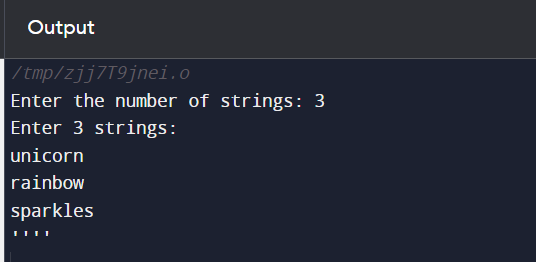 Output
/tmp/zjj7T9jnei.o
Enter the number of strings: 3
Enter 3 strings:
unicorn
rainbow
sparkles
''''